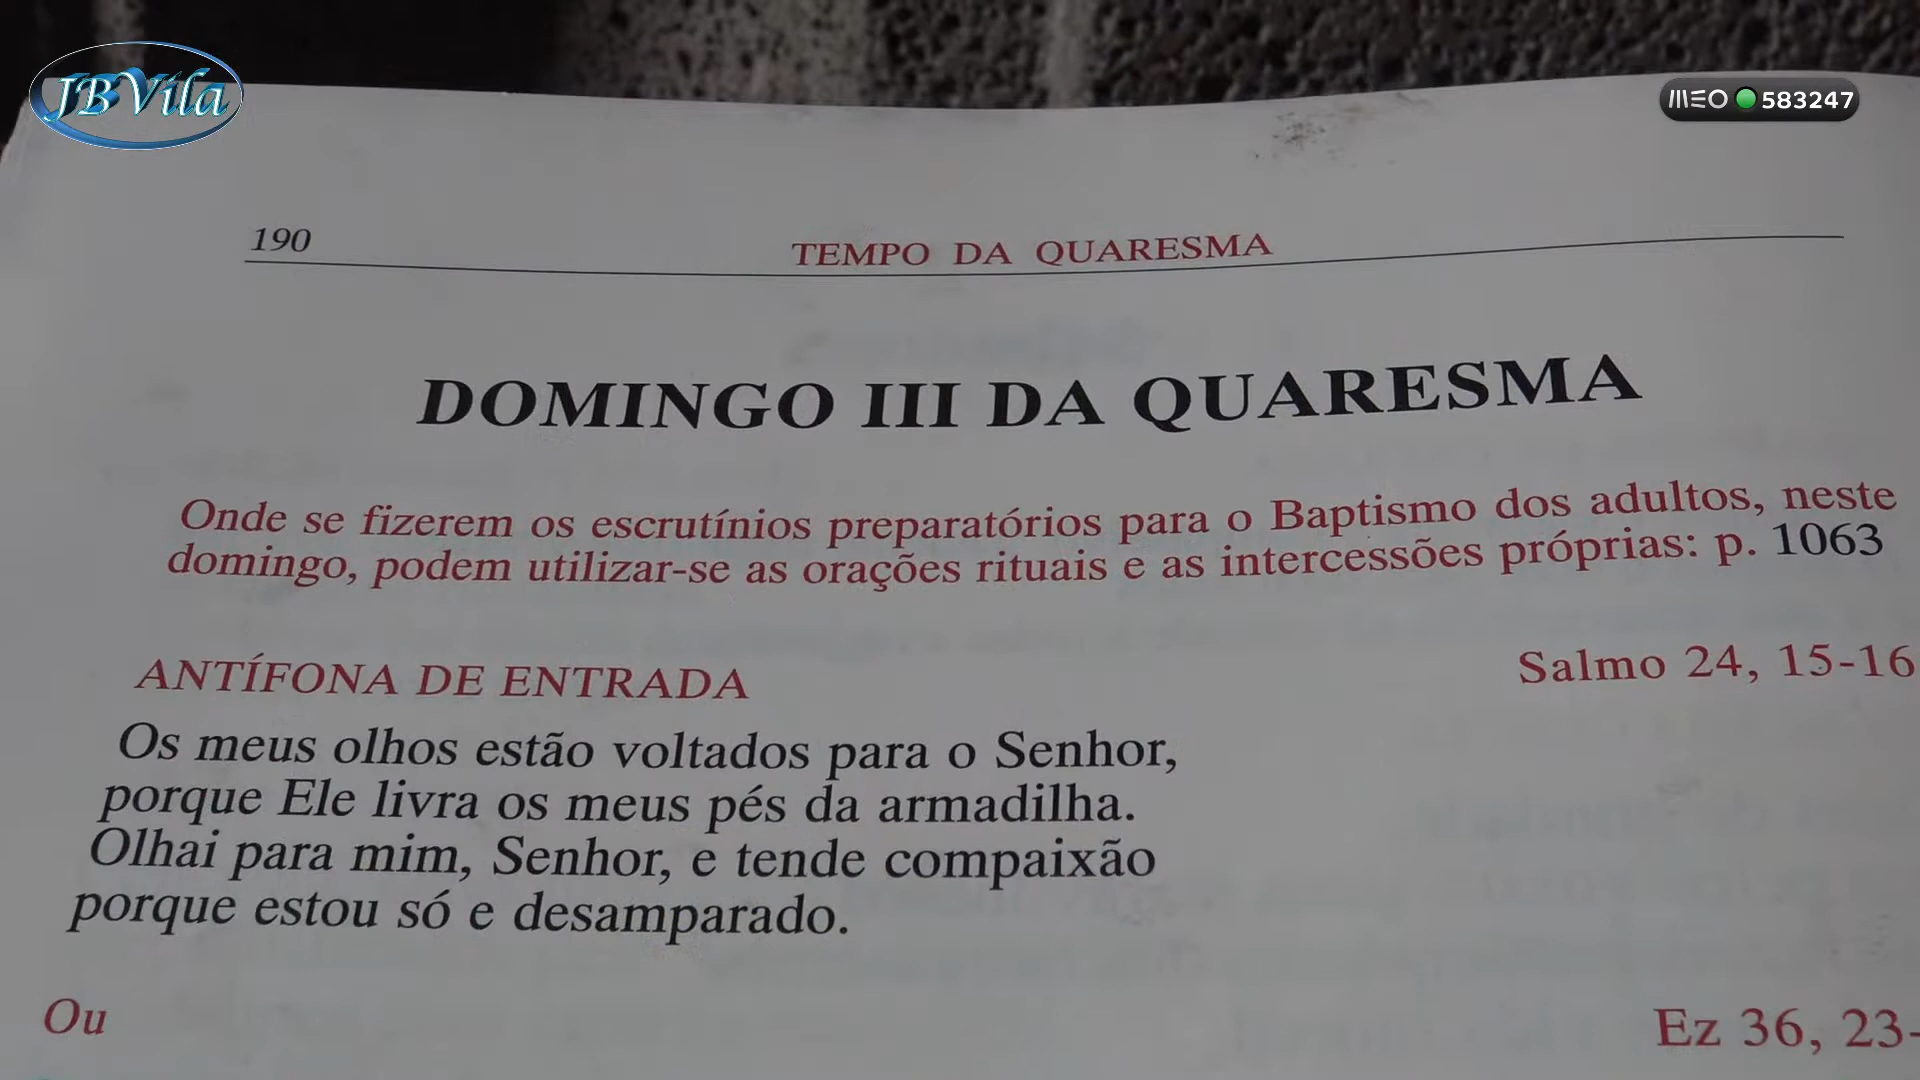 JB Vila
MEO 583247
190
TEMPO DA QUARESMA
DOMINGO III DA QUARESMA
Onde se fizerem os escrutínios preparatórios para o Baptismo dos adultos, neste
domingo, podem utilizar-se as orações rituais e as intercessões próprias: p. 1063
ANTÍFONA DE ENTRADA
Salmo 24, 15-16
Os meus olhos estão voltados para o Senhor,
porque Ele livra os meus pés da armadilha.
Olhai para mim, Senhor, e tende compaixão
porque estou só e desamparado.
Ou
Ez 36, 23-